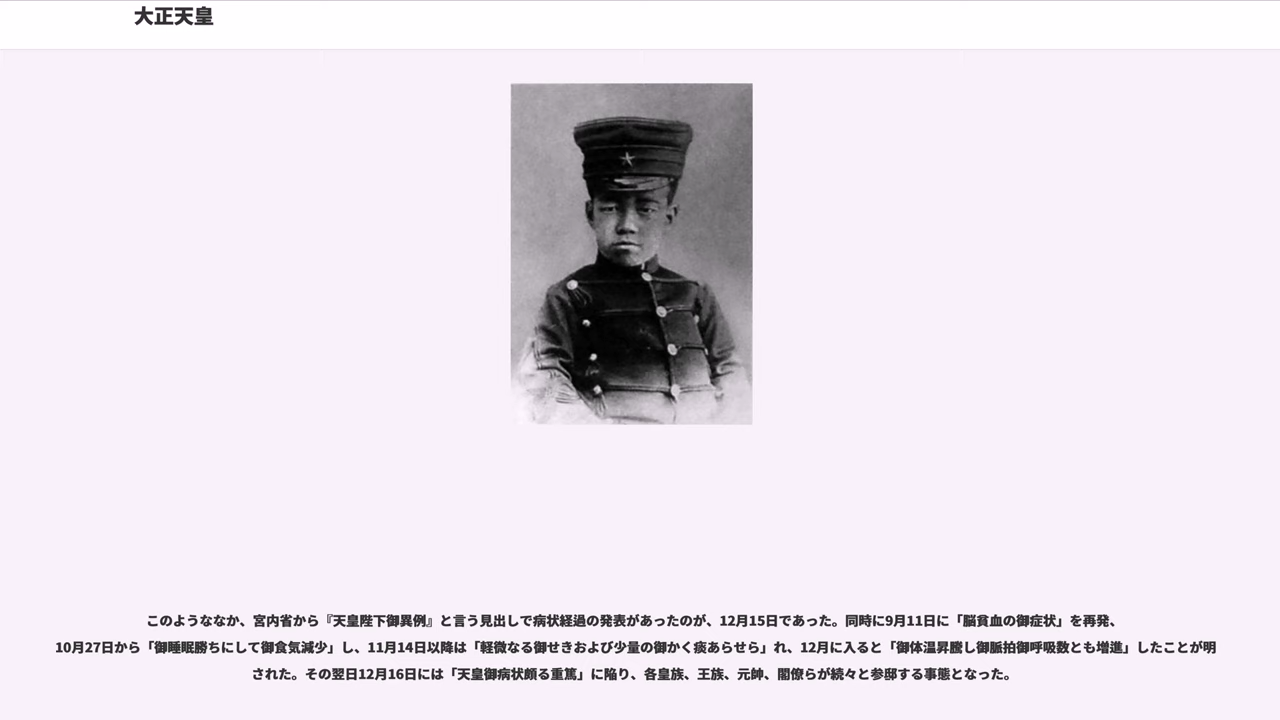 大正天皇
このようななか、宮内省から『天皇陛下御異例』と言う見出しで病状経過の発表があったのが、12月15日であった。同時に9月11日に「脳貧血の御症状」を再発、
10月27日から「御睡眠勝ちにして御食気減少」し、11月14日以降は「軽微なる御せきおよび少量の御かく痰あらせら」れ、12月に入ると「御体温昇騰し御脈拍御呼吸数とも増進」したことが明
された。その翌日12月16日には「天皇御病状頗る重篤」に陥り、各皇族、王族、元帥、閣僚らが続々と参邸する事態となった。